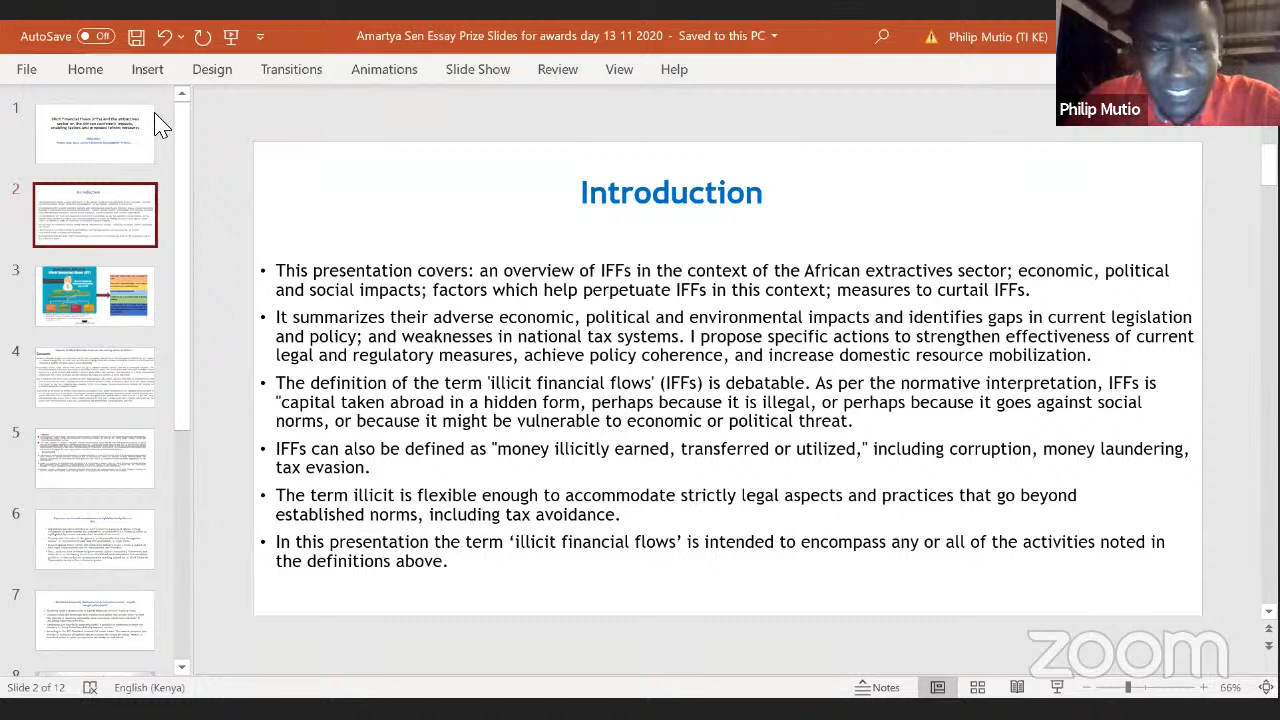 AutoSave Off
Amartya Sen Essay Prize Slides for awards day 13 11 2020 - Saved to this PC
Philip Mutio (TI KE)
File Home Insert Design Transitions Animations Slide Show Review View Help
Philip Mutio
1
2
3
4
5
6
7
8
Introduction
• This presentation covers: an overview of IFFs in the context of the African extractives sector; economic, political
and social impacts; factors which help perpetuate IFFs in this context; measures to curtail IFFs.
• It summarizes their adverse economic, political and environmental impacts and identifies gaps in current legislation
and policy; and weaknesses in national tax systems. I propose specific actions to strengthen effectiveness of current
legal and regulatory measures, achieve policy coherence, and increase domestic resource mobilization.
• The definition of the term 'illicit financial flows' (IFFs) is debatable. As per the normative interpretation, IFFs is
"capital taken abroad in a hidden form, perhaps because it is illegal, or perhaps because it goes against social
norms, or because it might be vulnerable to economic or political threat.
• IFFs can also be defined as "money illicitly earned, transferred or utilized," including corruption, money laundering,
tax evasion.
• The term illicit is flexible enough to accommodate strictly legal aspects and practices that go beyond
established norms, including tax avoidance.
• In this presentation the term 'illicit financial flows' is intended to encompass any or all of the activities noted in
the definitions above.
zoom
Slide 2 of 12 English (Kenya) Notes 66%